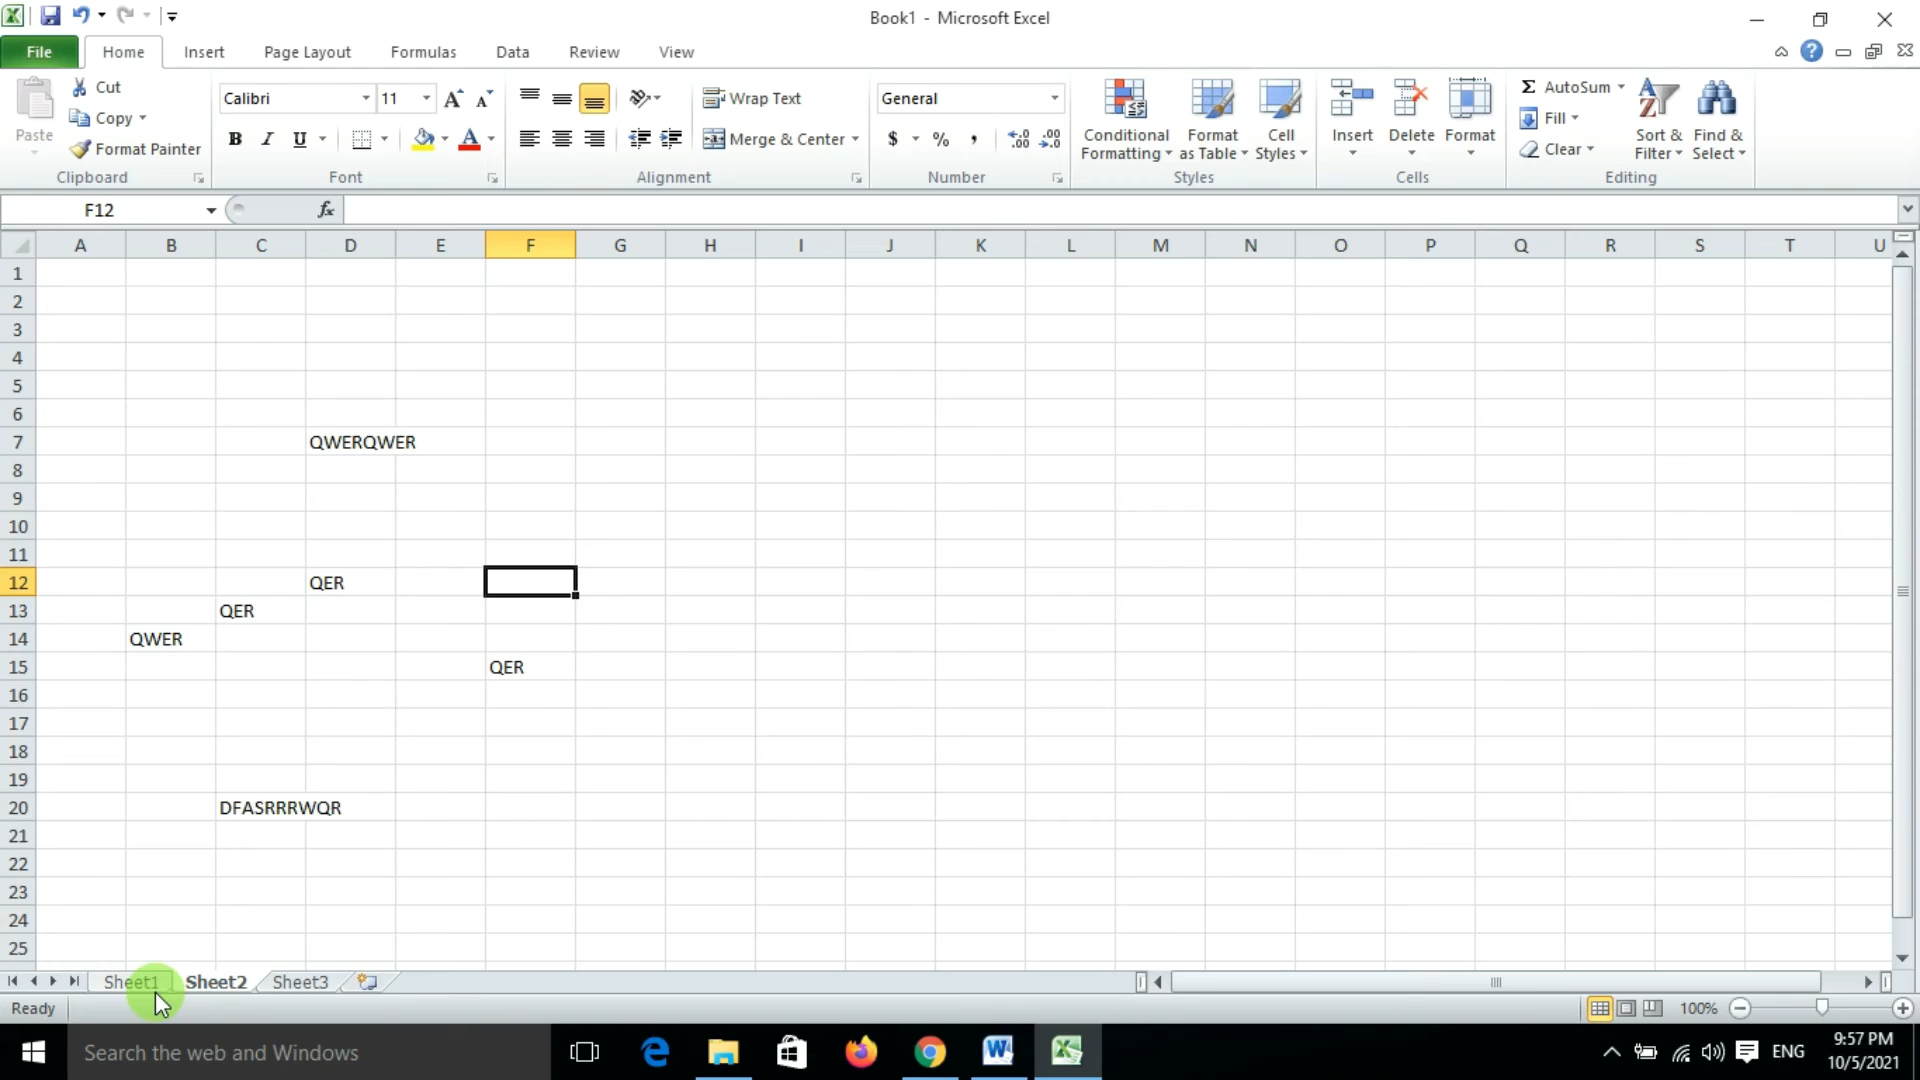 Book1 - Microsoft Excel
File Home Insert Page Layout Formulas Data Review View
Paste
Cut
Copy
Format Painter
Clipboard
Calibri 11
B I U A
Font
Wrap Text
Merge & Center
Alignment
General
$ % ,
Number
Conditional Formatting
Format as Table
Cell Styles
Styles
Insert Delete Format
Cells
AutoSum
Fill
Clear
Sort & Filter
Find & Select
Editing
F12 fx
A B C D E F G H I J K L M N O P Q R S T U
1
2
3
4
5
6
7 QWERQWER
8
9
10
11
12 QER
13 QER
14 QWER
15 QER
16
17
18
19
20 DFASRRRWQR
21
22
23
24
25
Sheet1 Sheet2 Sheet3
Ready 100%
Search the web and Windows
ENG
9:57 PM
10/5/2021